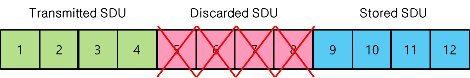 Transmitted SDU Discarded SDU Stored SDU
1 2 3 4 5 6 7 8 9 10 11 12